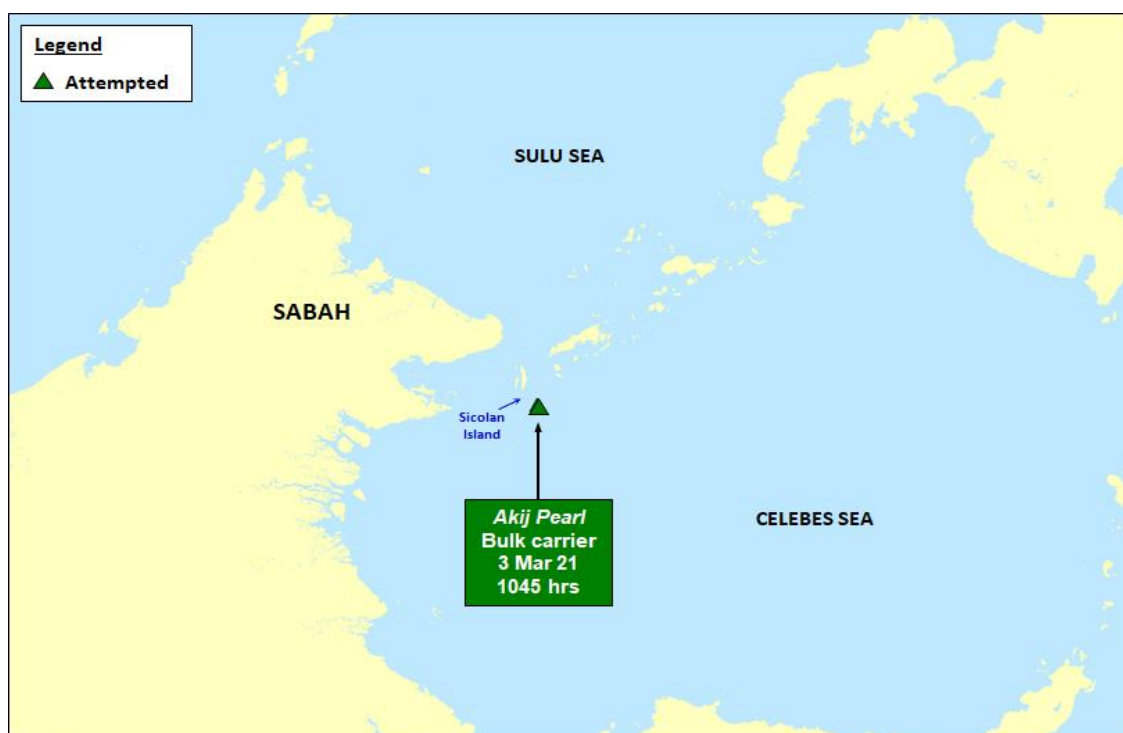 Legend
Attempted
SULU SEA
SABAH
Sicolan
Island
Akij Pearl
Bulk carrier
3 Mar 21
1045 hrs
CELEBES SEA